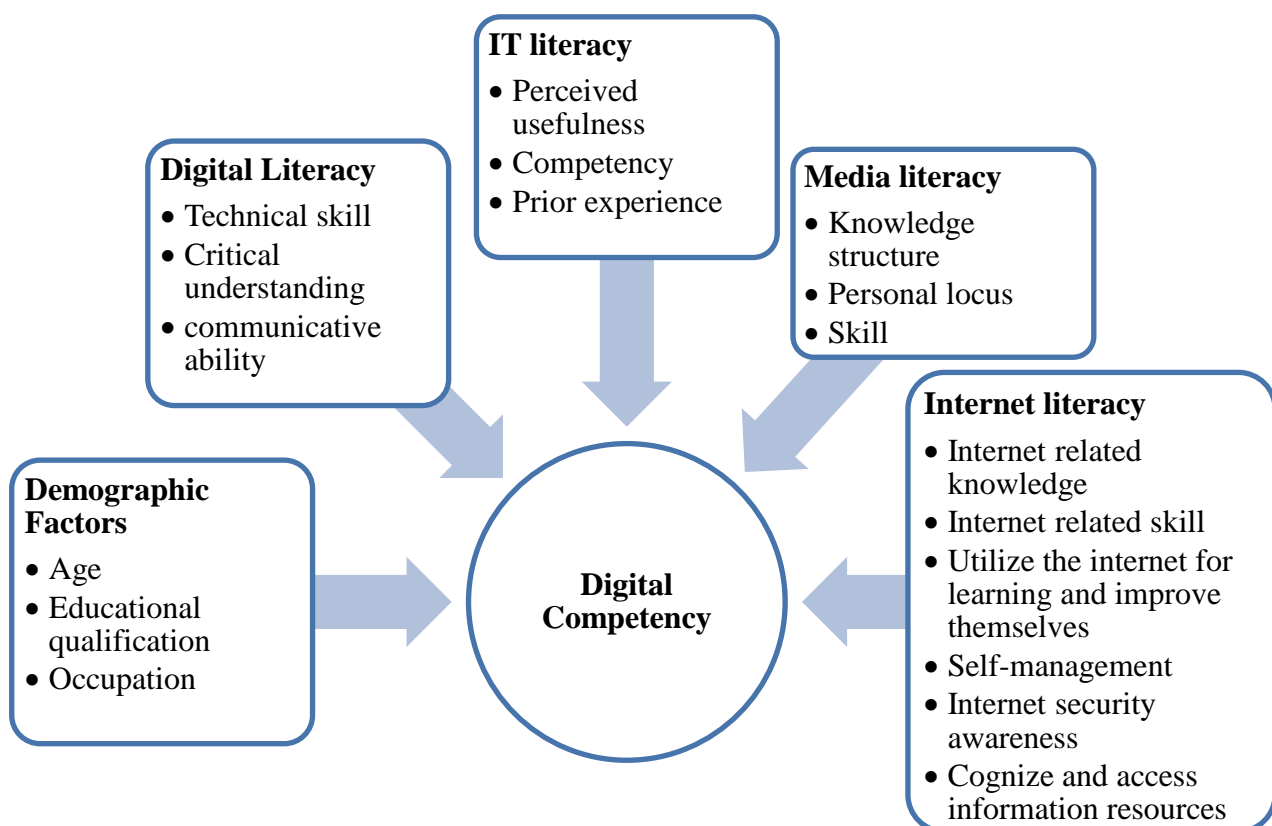 IT literacy
• Perceived
usefulness
• Competency
• Prior experience
Digital Literacy
• Technical skill
• Critical
understanding
• communicative
ability
Media literacy
• Knowledge
structure
• Personal locus
• Skill
Demographic
Factors
• Age
• Educational
qualification
• Occupation
Digital
Competency
Internet literacy
• Internet related
knowledge
• Internet related skill
• Utilize the internet for
learning and improve
themselves
• Self-management
• Internet security
awareness
• Cognize and access
information resources